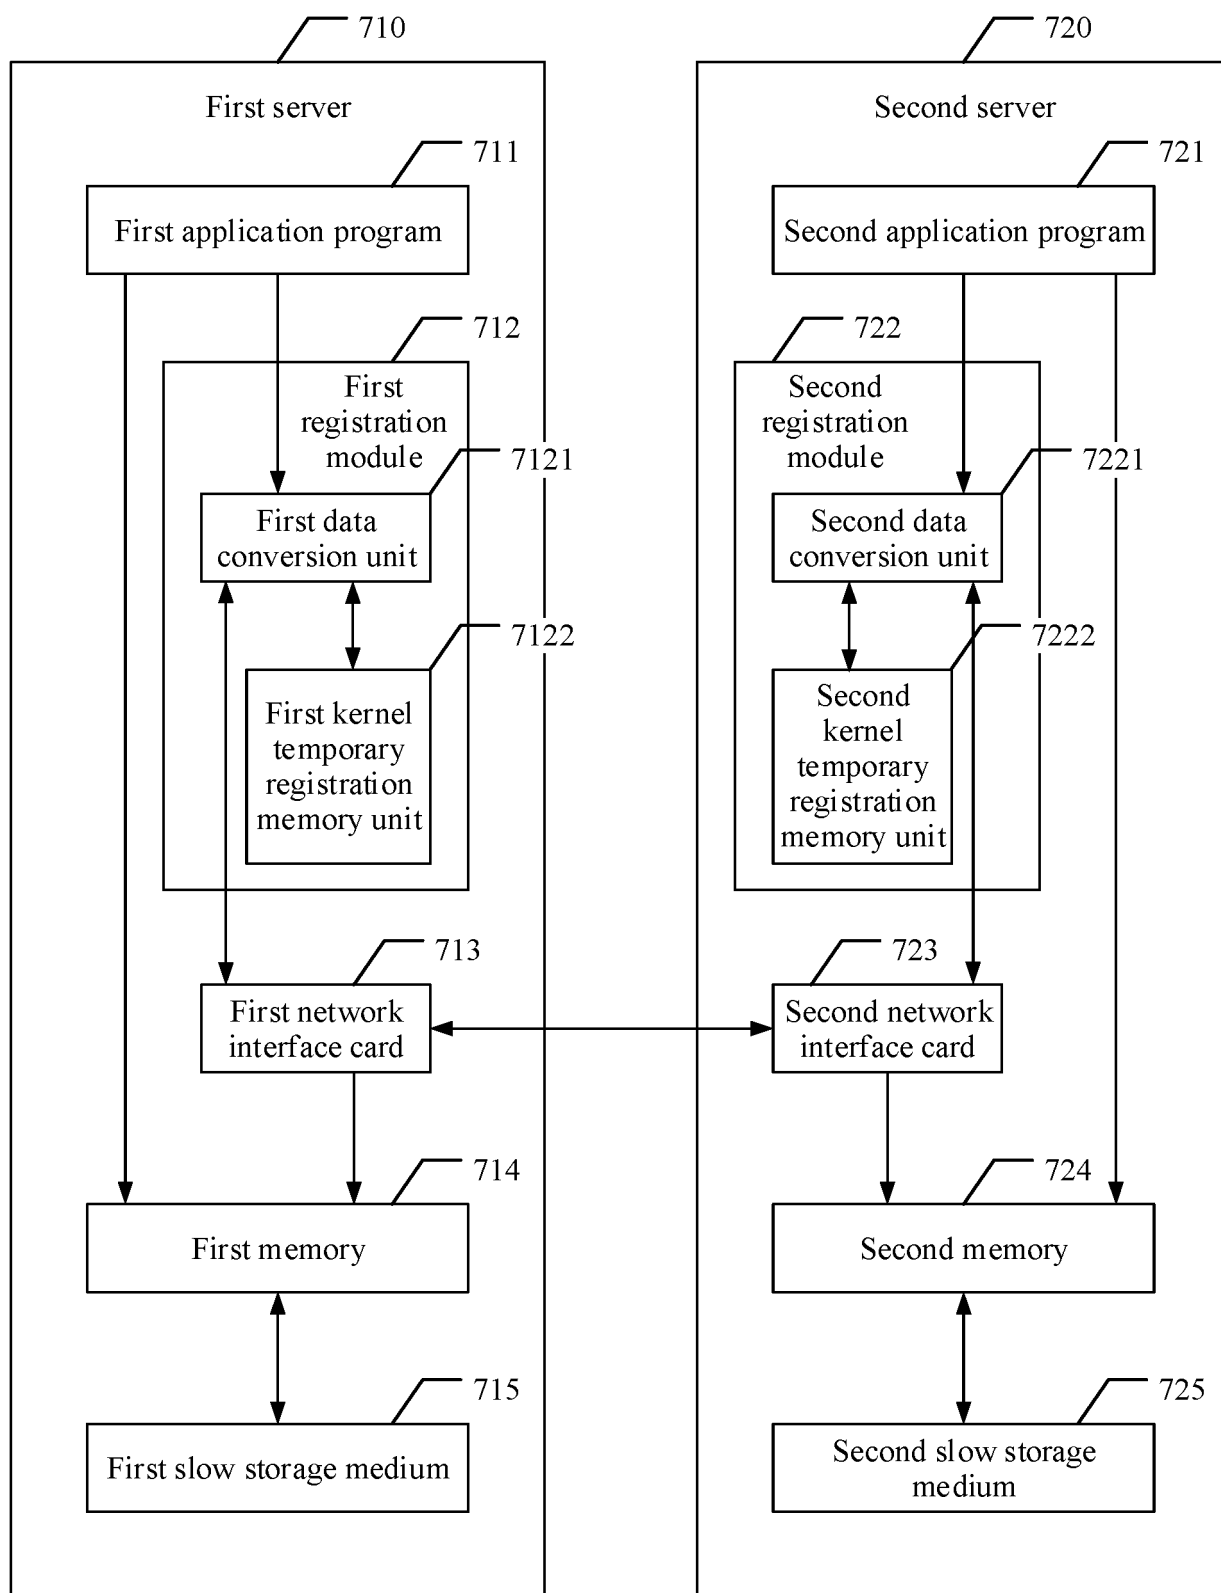 710
First server
711
First application program
712
First
registration
module
7121
First data
conversion unit
7122
First kernel
temporary
registration
memory unit
713
First network
interface card
714
First memory
715
First slow storage medium
720
Second server
721
Second application program
722
Second
registration
module
7221
Second data
conversion unit
7222
Second
kernel
temporary
registration
memory unit
723
Second network
interface card
724
Second memory
725
Second slow storage
medium